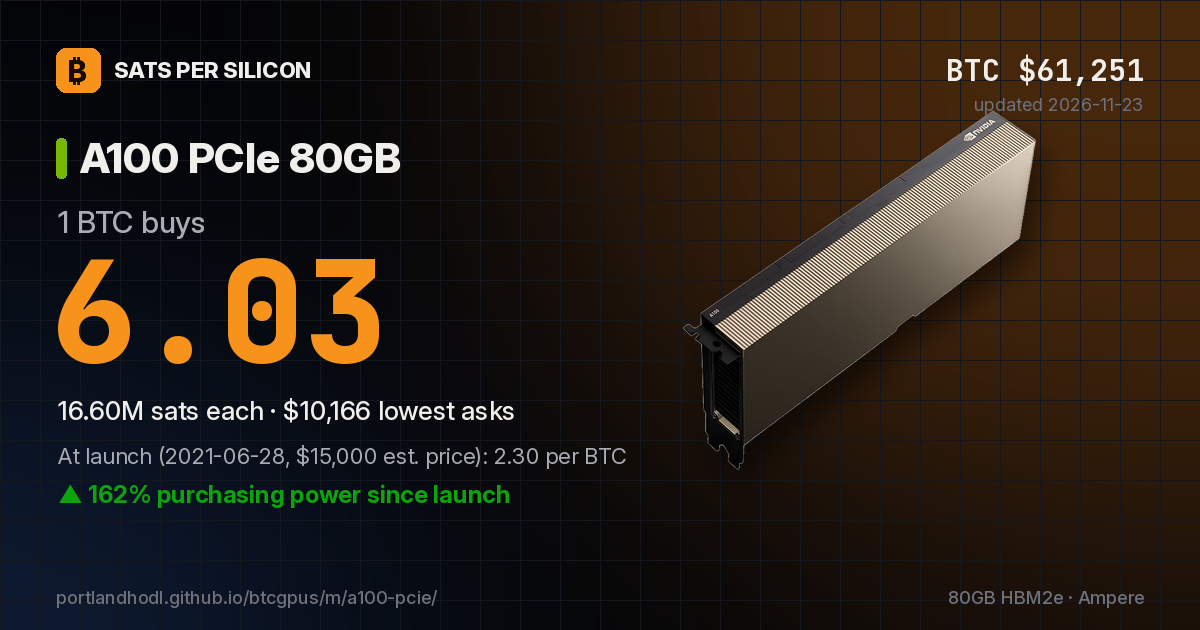 ₿ SATS PER SILICON
BTC $61,251
updated 2026-11-23
A100 PCIe 80GB
1 BTC buys
6.03
16.60M sats each · $10,166 lowest asks
At launch (2021-06-28, $15,000 est. price): 2.30 per BTC
▲ 162% purchasing power since launch
NVIDIA
A100
portlandhodl.github.io/btcgpus/m/a100-pcie/
80GB HBM2e · Ampere